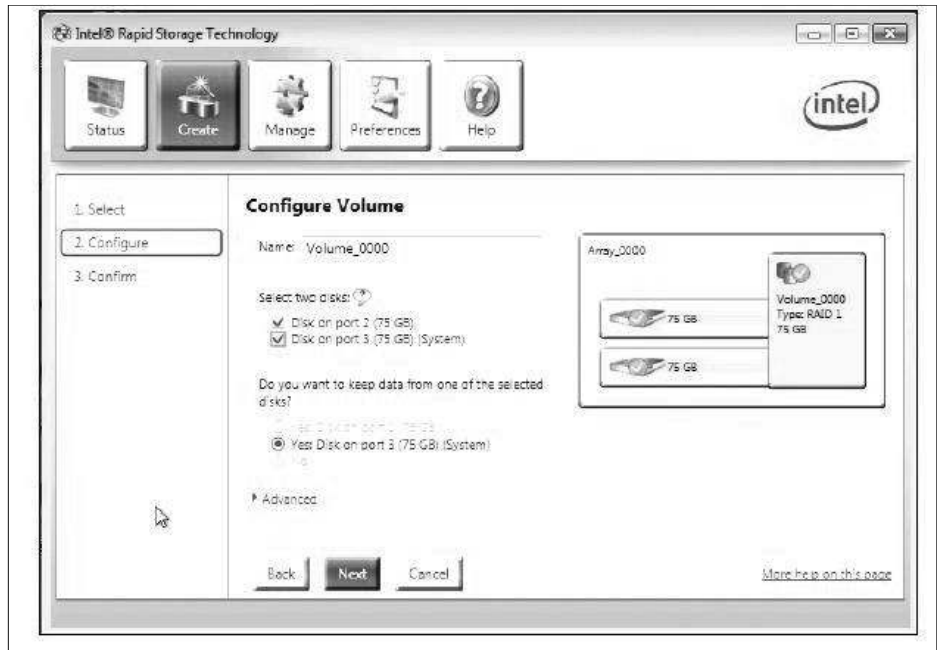 Intel® Rapid Storage Technology
Status
Create
Manage
Preferences
Help
intel
1. Select
2. Configure
3. Confirm
Configure Volume
Name: Volume_0000
Select two disks:
Disk on port 2 (75 GB)
Disk on port 3 (75 GB) (System)
Do you want to keep data from one of the selected
disks?
Yes: Disk on port 3 (75 GB) (System)
No
Advanced
Back
Next
Cancel
Array_0000
75 GB
75 GB
Volume_0000
Type: RAID 1
75 GB
More help on this page